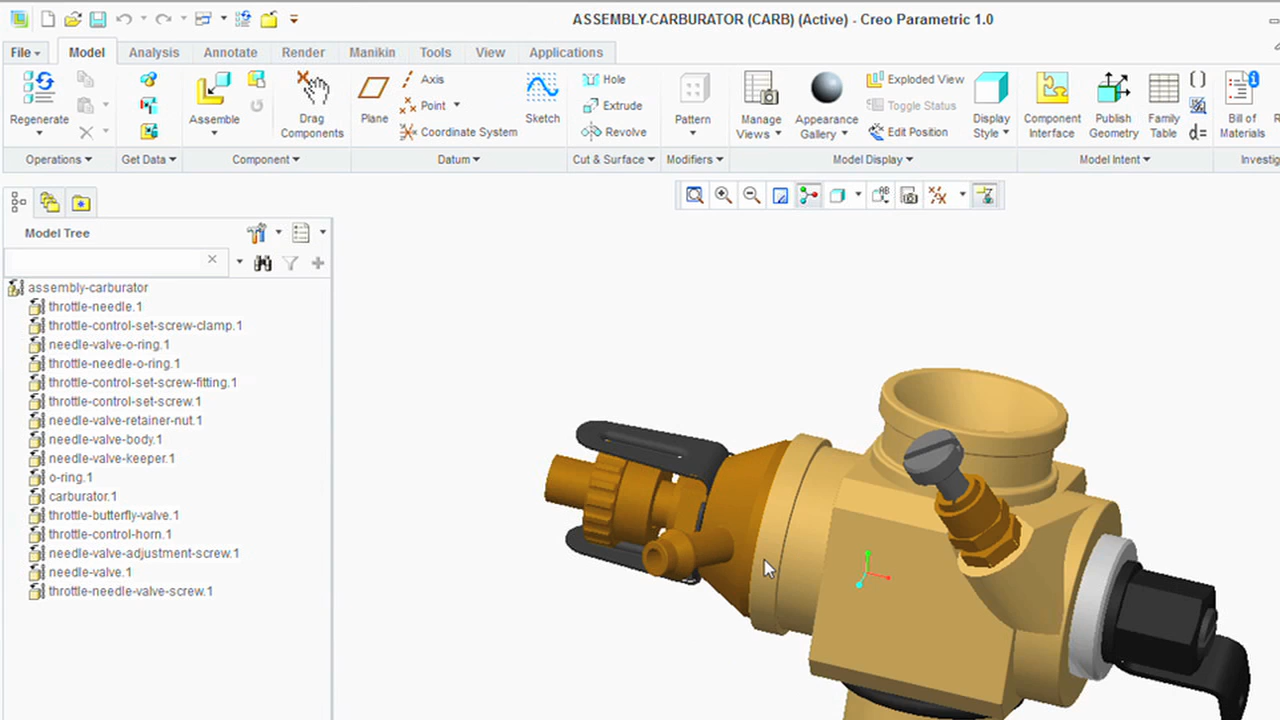 ASSEMBLY-CARBURATOR (CARB) (Active) - Creo Parametric 1.0
File
Model
Analysis
Annotate
Render
Manikin
Tools
View
Applications
Regenerate
Operations
Get Data
Assemble
Drag
Components
Component
Plane
Axis
Point
Coordinate System
Sketch
Datum
Hole
Extrude
Revolve
Cut & Surface
Pattern
Modifiers
Manage
Views
Appearance
Gallery
Exploded View
Toggle Status
Edit Position
Display
Style
Model Display
Component
Interface
Publish
Geometry
Family
Table
d=
Model Intent
Bill of
Materials
Investig
Model Tree
assembly-carburator
throttle-needle.1
throttle-control-set-screw-clamp.1
needle-valve-o-ring.1
throttle-needle-o-ring.1
throttle-control-set-screw-fitting.1
throttle-control-set-screw.1
needle-valve-retainer-nut.1
needle-valve-body.1
needle-valve-keeper.1
o-ring.1
carburator.1
throttle-butterfly-valve.1
throttle-control-horn.1
needle-valve-adjustment-screw.1
needle-valve.1
throttle-needle-valve-screw.1